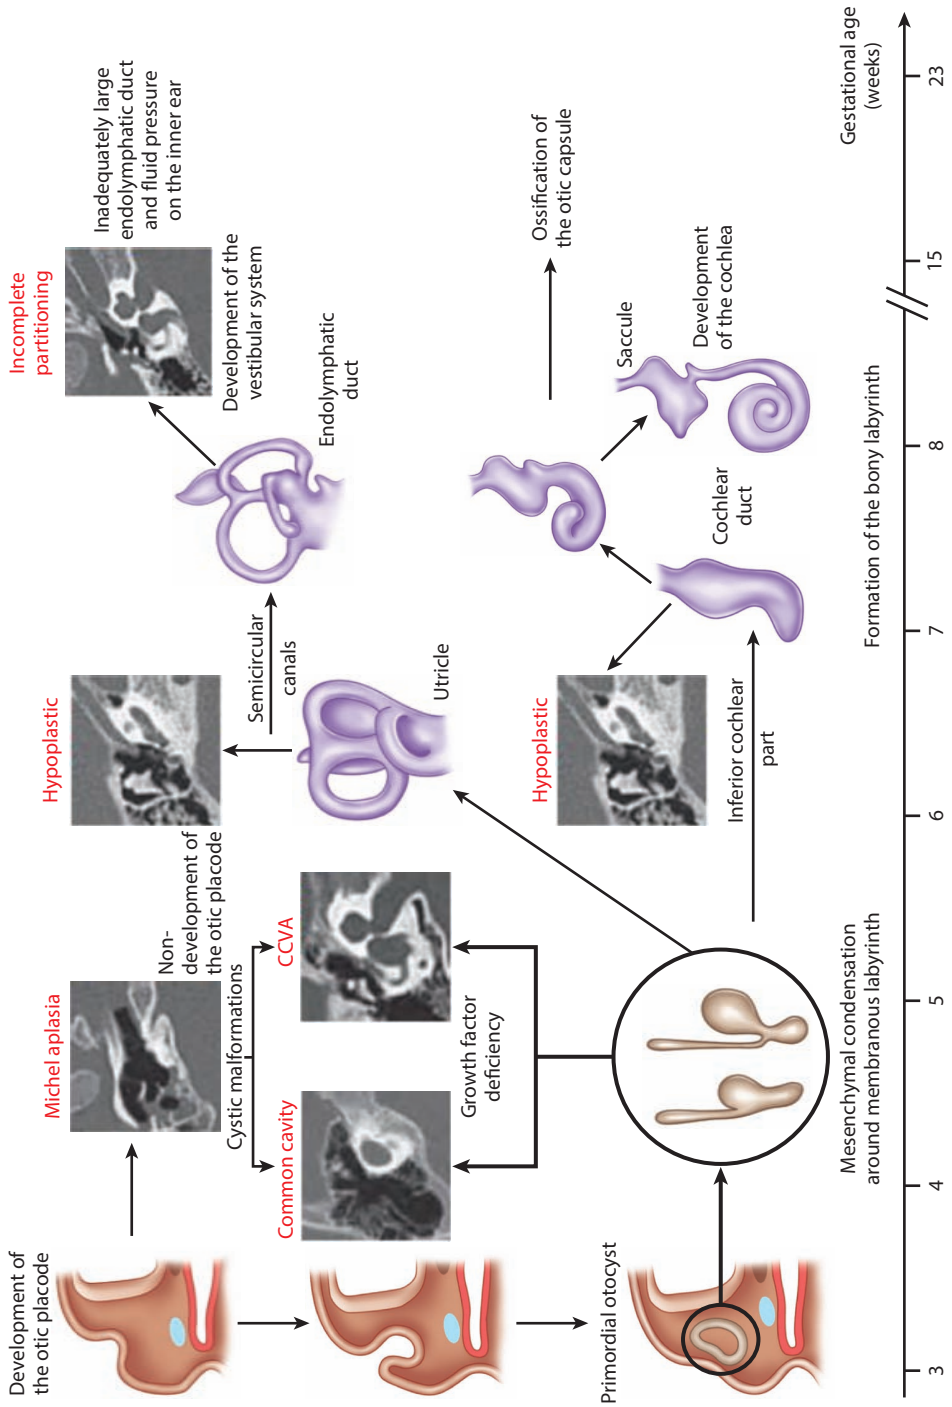 Development of
the otic placode
Michel aplasia
Non-
development of
the otic placode
Hypoplastic
Incomplete
partitioning
Inadequately large
endolymphatic duct
and fluid pressure
on the inner ear
Cystic malformations
Common cavity
CCVA
Growth factor
deficiency
Semicircular
canals
Utricle
Development of the
vestibular system
Endolymphatic
duct
Primordial otocyst
Hypoplastic
Inferior cochlear
part
Cochlear
duct
Saccule
Development
of the cochlea
Ossification of
the otic capsule
Mesenchymal condensation
around membranous labyrinth
Formation of the bony labyrinth
Gestational age
(weeks)
3
4
5
6
7
8
15
23